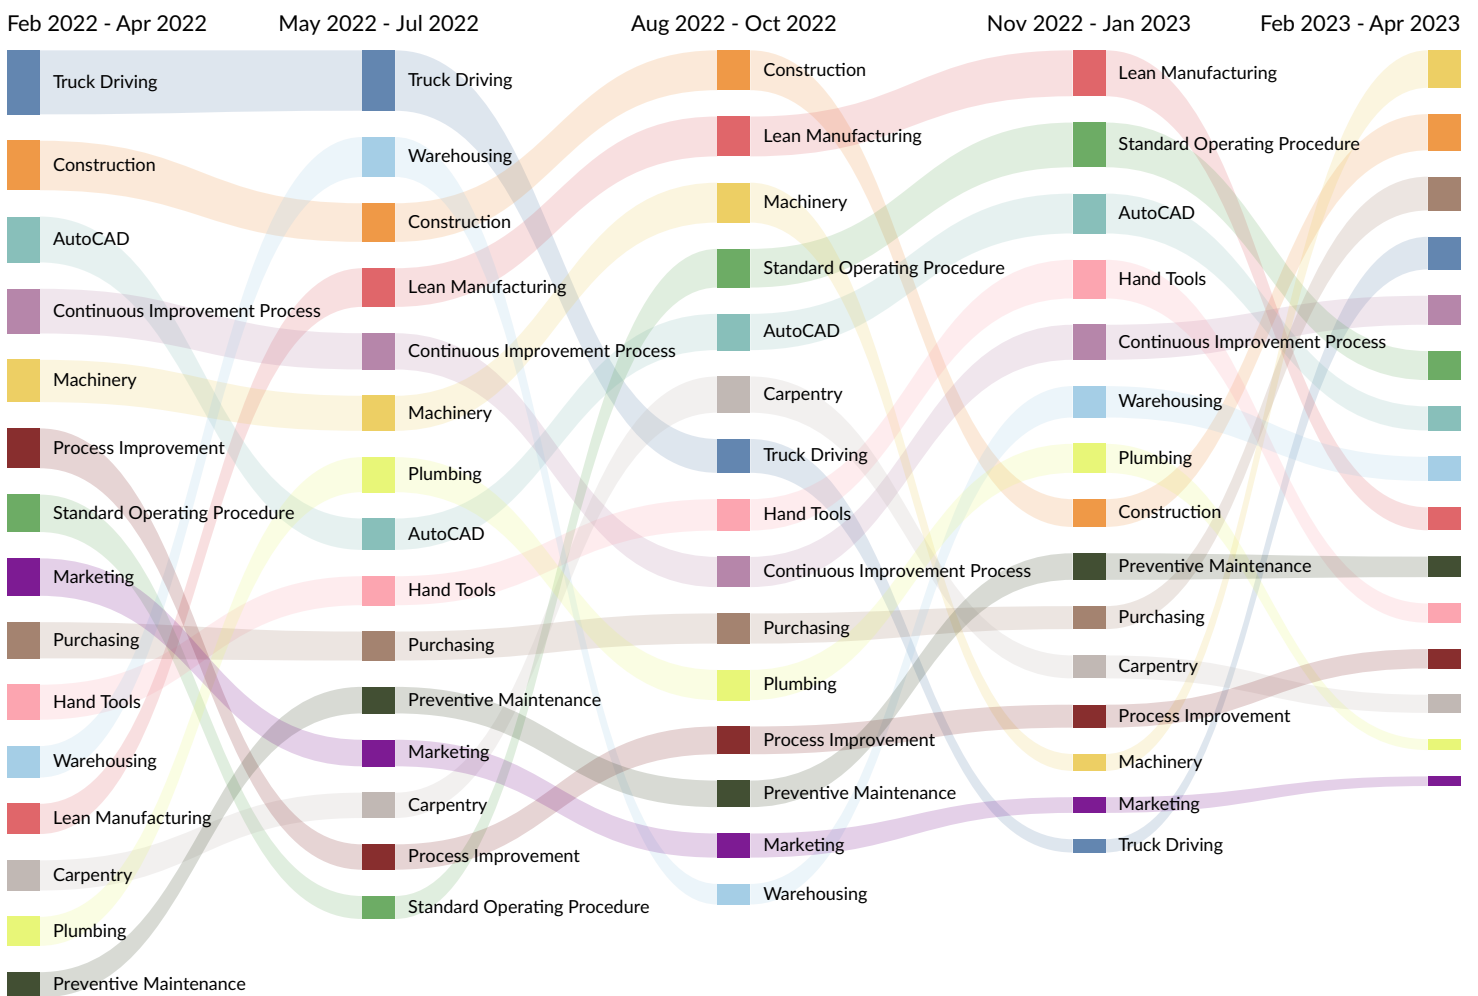 Feb 2022 - Apr 2022
May 2022 - Jul 2022
Aug 2022 - Oct 2022
Nov 2022 - Jan 2023
Feb 2023 - Apr 2023
Truck Driving
Construction
AutoCAD
Continuous Improvement Process
Machinery
Process Improvement
Standard Operating Procedure
Marketing
Purchasing
Hand Tools
Warehousing
Lean Manufacturing
Carpentry
Plumbing
Preventive Maintenance
Truck Driving
Warehousing
Construction
Lean Manufacturing
Continuous Improvement Process
Machinery
Plumbing
AutoCAD
Hand Tools
Purchasing
Preventive Maintenance
Marketing
Carpentry
Process Improvement
Standard Operating Procedure
Construction
Lean Manufacturing
Machinery
Standard Operating Procedure
AutoCAD
Carpentry
Truck Driving
Hand Tools
Continuous Improvement Process
Purchasing
Plumbing
Process Improvement
Preventive Maintenance
Marketing
Warehousing
Lean Manufacturing
Standard Operating Procedure
AutoCAD
Hand Tools
Continuous Improvement Process
Warehousing
Plumbing
Construction
Preventive Maintenance
Purchasing
Carpentry
Process Improvement
Machinery
Marketing
Truck Driving